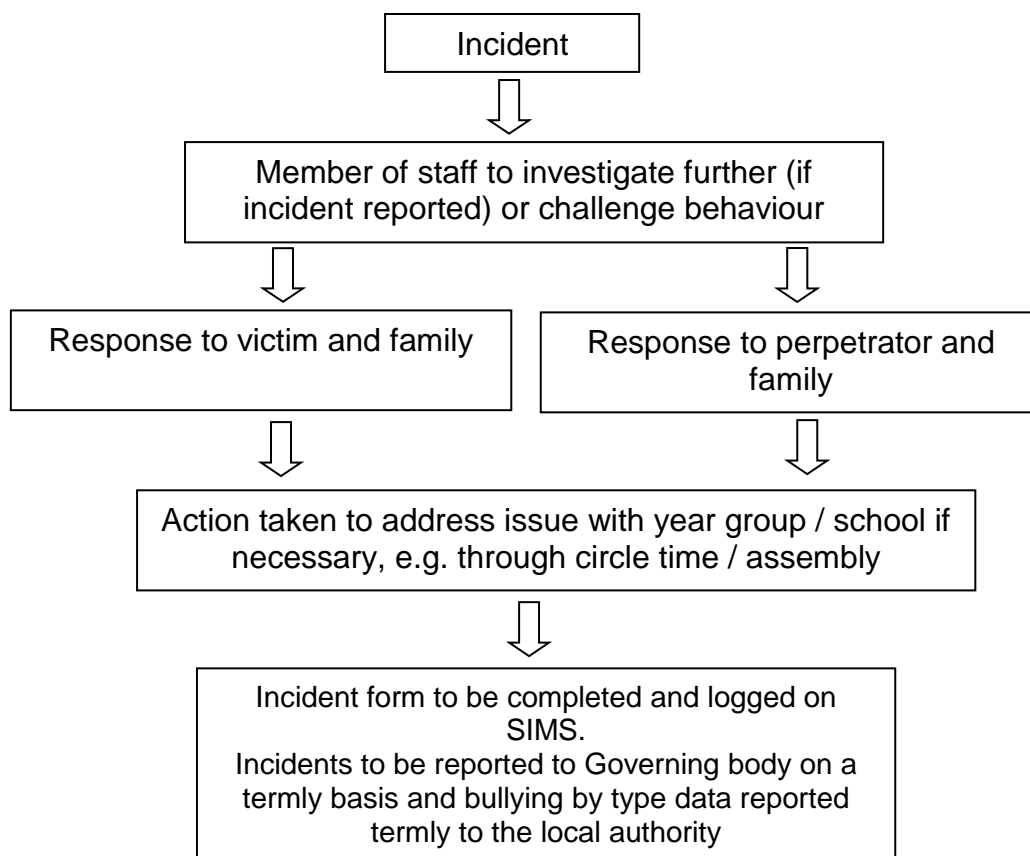 Incident
Member of staff to investigate further (if
incident reported) or challenge behaviour
Response to victim and family
Response to perpetrator and
family
Action taken to address issue with year group / school if
necessary, e.g. through circle time / assembly
Incident form to be completed and logged on
SIMS.
Incidents to be reported to Governing body on a
termly basis and bullying by type data reported
termly to the local authority